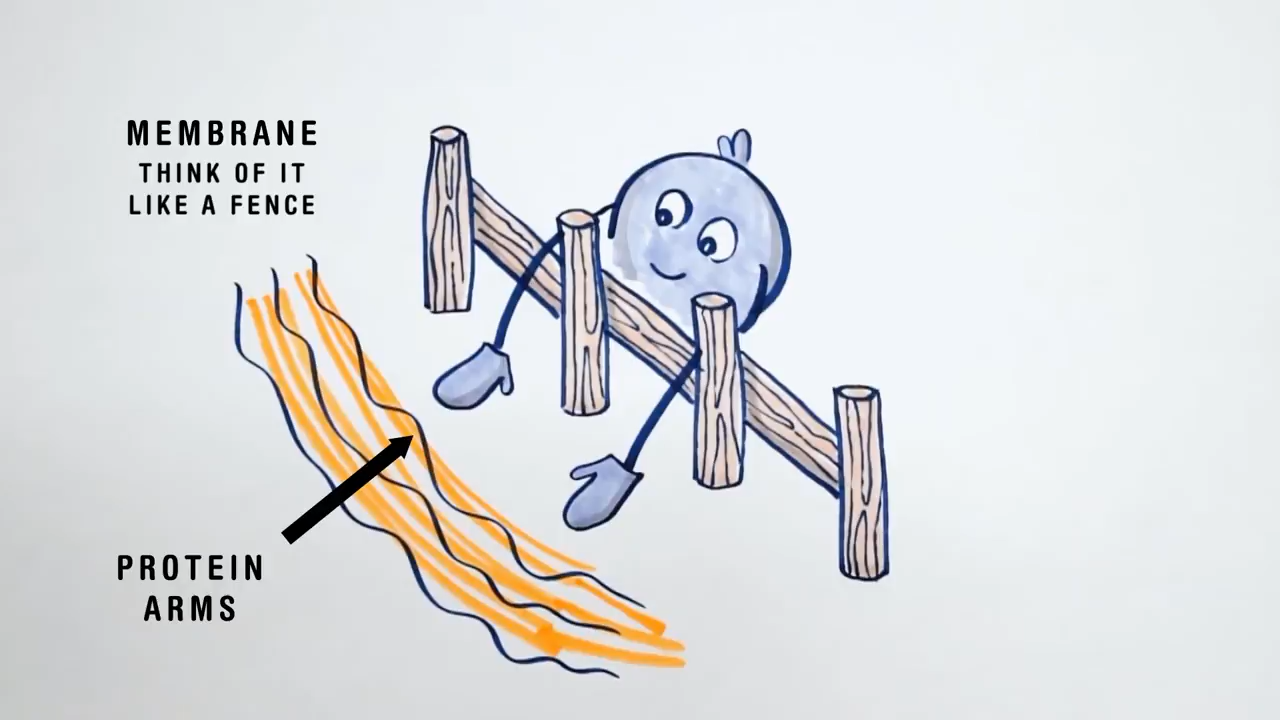 MEMBRANE
THINK OF IT
LIKE A FENCE
PROTEIN
ARMS